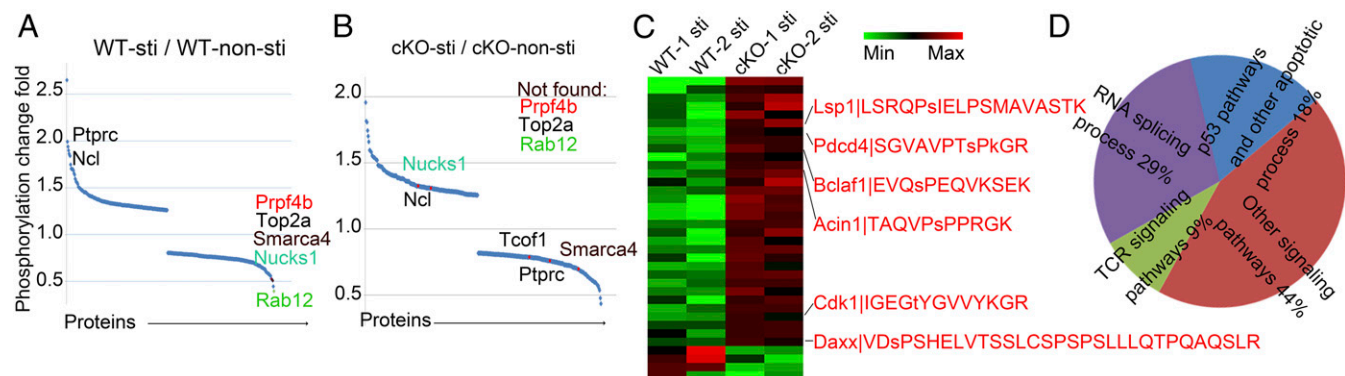 A
WT-sti / WT-non-sti
Phosphorylation change fold
2.5
2.0
1.5
1.0
0.5
Ptprc
Ncl
Prpf4b
Top2a
Smarca4
Nucks1
Rab12
Proteins
B
cKO-sti / cKO-non-sti
2.0
1.5
1.0
0.5
Not found:
Prpf4b
Top2a
Rab12
Nucks1
Ncl
Tcof1
Smarca4
Ptprc
Proteins
C
WT-1 sti
WT-2 sti
cKO-1 sti
cKO-2 sti
Min Max
Lsp1|LSRQPsIELPSMAVASTK
Pdcd4|SGVAVPTsPkGR
Bclaf1|EVQsPEQVKSEK
Acin1|TAQVPsPPRGK
Cdk1|IGEGtYGVVYKGR
Daxx|VDsPSHELVTSSLCSPSPSLLLQTPQAQSLR
D
p53 pathways
and other apoptotic
process 18%
RNA splicing
process 29%
TCR signaling
pathways 9%
Other signaling
pathways 44%